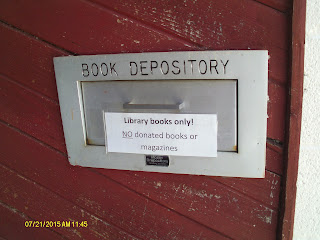 BOOK DEPOSITORY
Library books only!
NO donated books or
magazines
07/21/2015 AM 11:45